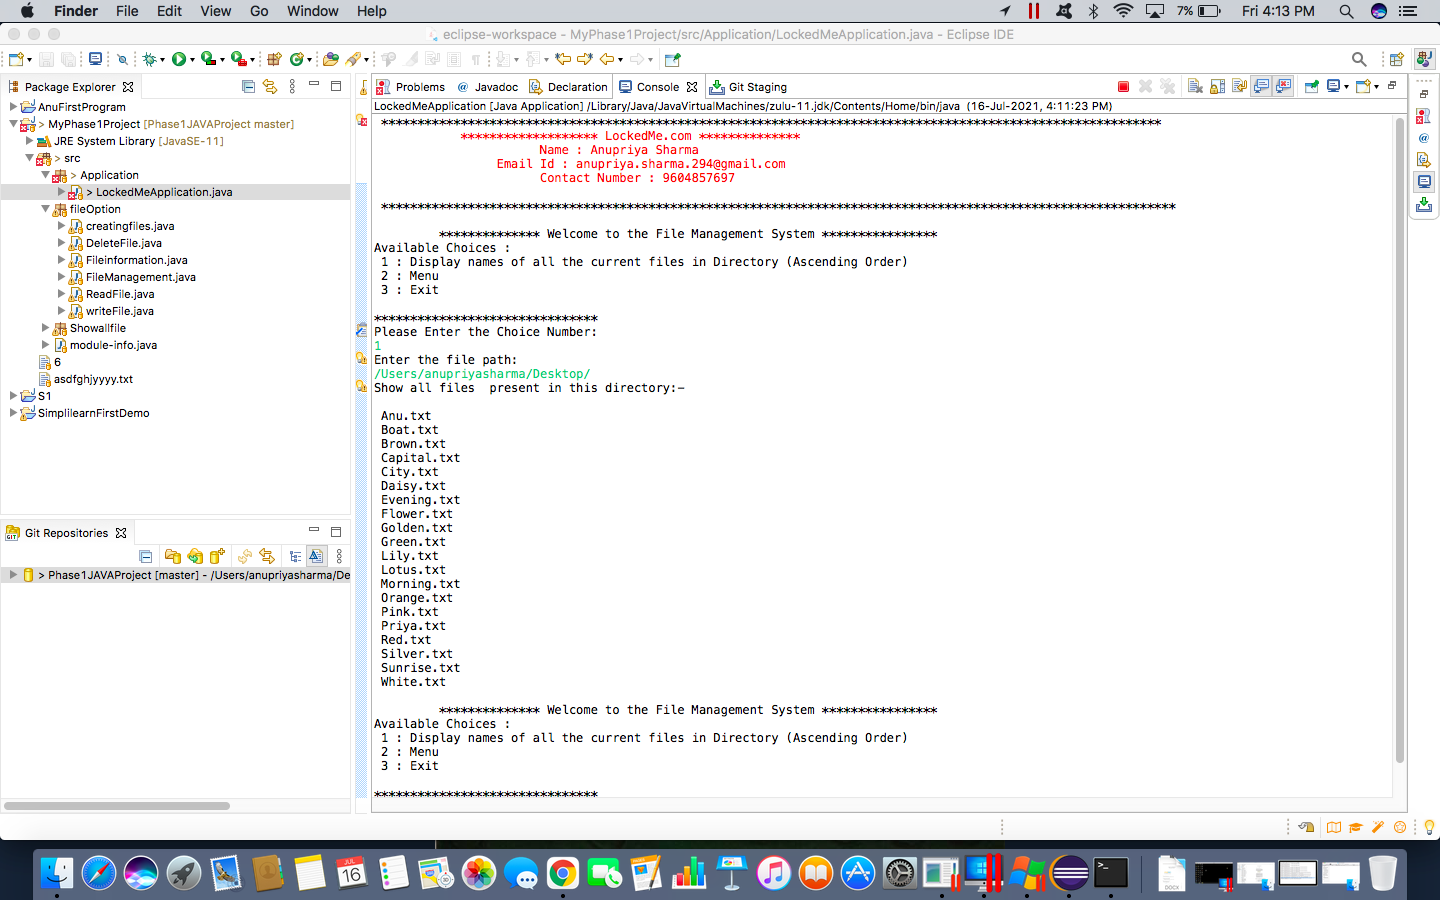 Finder File Edit View Go Window Help 7% Fri 4:13 PM
eclipse-workspace - MyPhase1Project/src/Application/LockedMeApplication.java - Eclipse IDE
Package Explorer
AnuFirstProgram
> MyPhase1Project [Phase1JAVAProject master]
JRE System Library [JavaSE-11]
> src
> Application
> LockedMeApplication.java
fileOption
creatingfiles.java
DeleteFile.java
Fileinformation.java
FileManagement.java
ReadFile.java
writeFile.java
Showallfile
module-info.java
6
asdfghjyyyy.txt
S1
SimplilearnFirstDemo
Git Repositories
> Phase1JAVAProject [master] - /Users/anupriyasharma/De
Problems @ Javadoc Declaration Console Git Staging
LockedMeApplication [Java Application] /Library/Java/JavaVirtualMachines/zulu-11.jdk/Contents/Home/bin/java (16-Jul-2021, 4:11:23 PM)
************************************************************************************************************
******************* LockedMe.com **************
Name : Anupriya Sharma
Email Id : anupriya.sharma.294@gmail.com
Contact Number : 9604857697
**************************************************************************************************************
************** Welcome to the File Management System ****************
Available Choices :
1 : Display names of all the current files in Directory (Ascending Order)
2 : Menu
3 : Exit
*******************************
Please Enter the Choice Number:
1
Enter the file path:
/Users/anupriyasharma/Desktop/
Show all files  present in this directory:-
Anu.txt
Boat.txt
Brown.txt
Capital.txt
City.txt
Daisy.txt
Evening.txt
Flower.txt
Golden.txt
Green.txt
Lily.txt
Lotus.txt
Morning.txt
Orange.txt
Pink.txt
Priya.txt
Red.txt
Silver.txt
Sunrise.txt
White.txt
************** Welcome to the File Management System ****************
Available Choices :
1 : Display names of all the current files in Directory (Ascending Order)
2 : Menu
3 : Exit
*******************************
JUL
16
DOCX